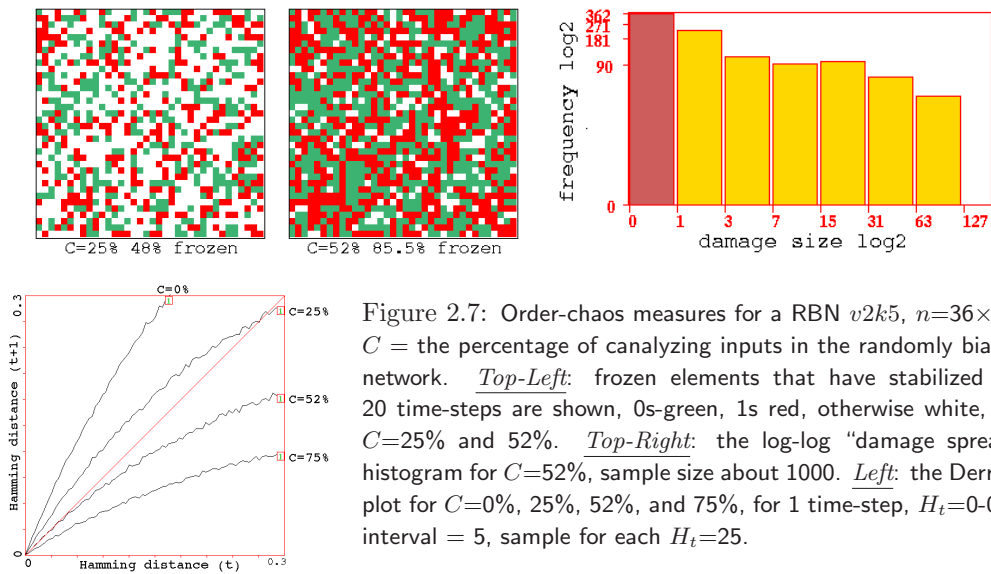 C=25% 48% frozen
C=52% 85.5% frozen
frequency log2
362
271
181
90
0
0 1 3 7 15 31 63 127
damage size log2
C=0%
C=25%
C=52%
C=75%
0.3
Hamming distance (t+1)
0
0
Hamming distance (t)
0.3
Figure 2.7: Order-chaos measures for a RBN v2k5, n=36×
C = the percentage of canalyzing inputs in the randomly bia
network. Top-Left: frozen elements that have stabilized
20 time-steps are shown, 0s-green, 1s red, otherwise white,
C=25% and 52%. Top-Right: the log-log “damage sprea
histogram for C=52%, sample size about 1000. Left: the Derr
plot for C=0%, 25%, 52%, and 75%, for 1 time-step, Ht=0-0
interval = 5, sample for each Ht=25.